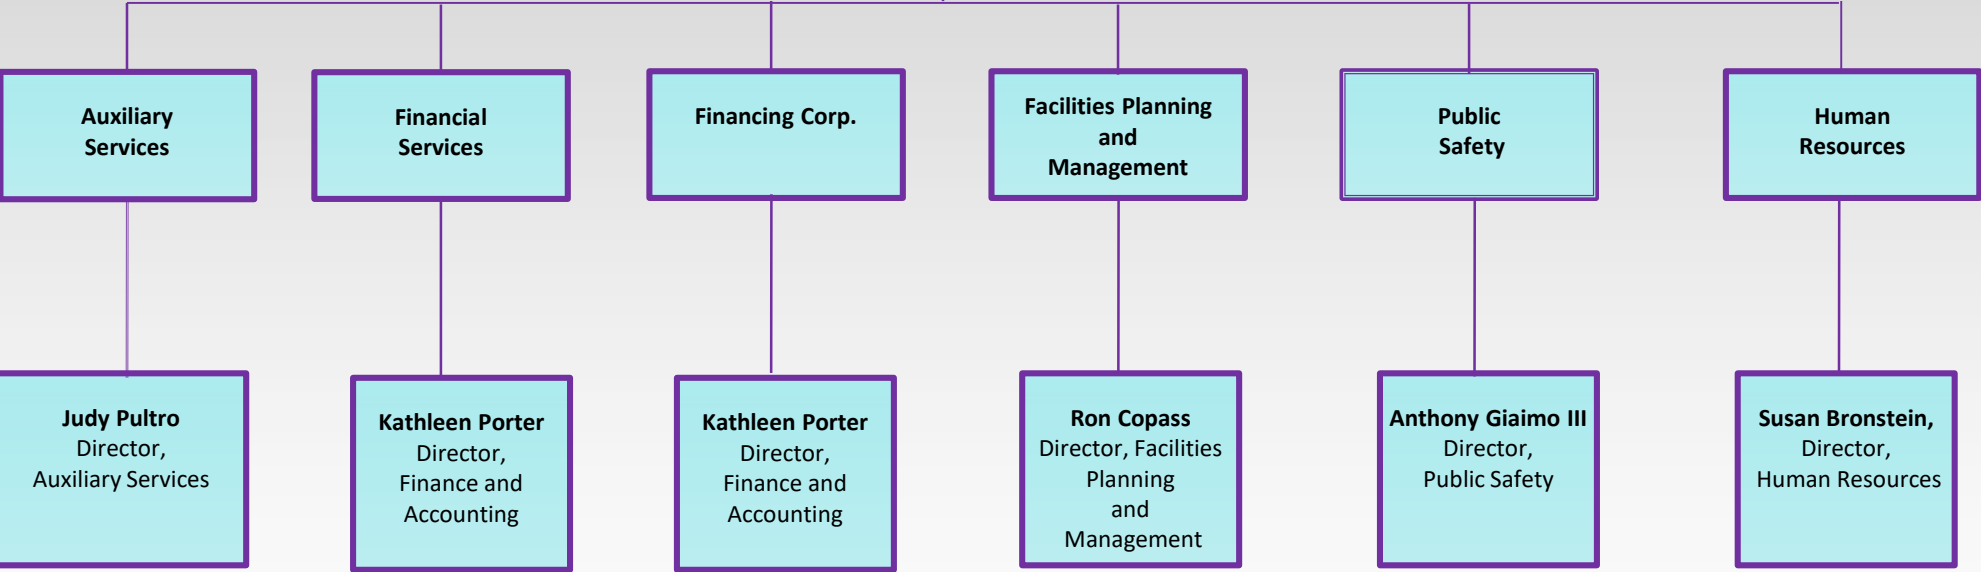 Auxiliary
Services
Financial
Services
Financing Corp.
Facilities Planning
and
Management
Public
Safety
Human
Resources
Judy Pultro
Director,
Auxiliary Services
Kathleen Porter
Director,
Finance and
Accounting
Kathleen Porter
Director,
Finance and
Accounting
Ron Copass
Director, Facilities
Planning
and
Management
Anthony Giaimo III
Director,
Public Safety
Susan Bronstein,
Director,
Human Resources